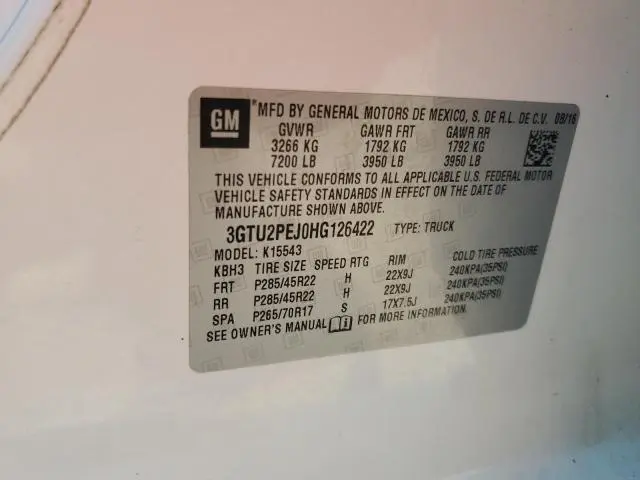 GM
*MFD BY GENERAL MOTORS DE MEXICO, S. DE R.L. DE C.V. 08/16
GVWR GAWR FRT GAWR RR
3266 KG 1792 KG 1792 KG
7200 LB 3950 LB 3950 LB
THIS VEHICLE CONFORMS TO ALL APPLICABLE U.S. FEDERAL MOTOR
VEHICLE SAFETY STANDARDS IN EFFECT ON THE DATE OF
MANUFACTURE SHOWN ABOVE.
3GTU2PEJ0HG126422 TYPE: TRUCK
MODEL: K15543
KBH3 TIRE SIZE SPEED RTG RIM COLD TIRE PRESSURE
FRT P285/45R22 H 22X9J 240KPA(35PSI)
RR P285/45R22 H 22X9J 240KPA(35PSI)
SPA P265/70R17 S 17X7.5J 240KPA(35PSI)
SEE OWNER'S MANUAL FOR MORE INFORMATION.